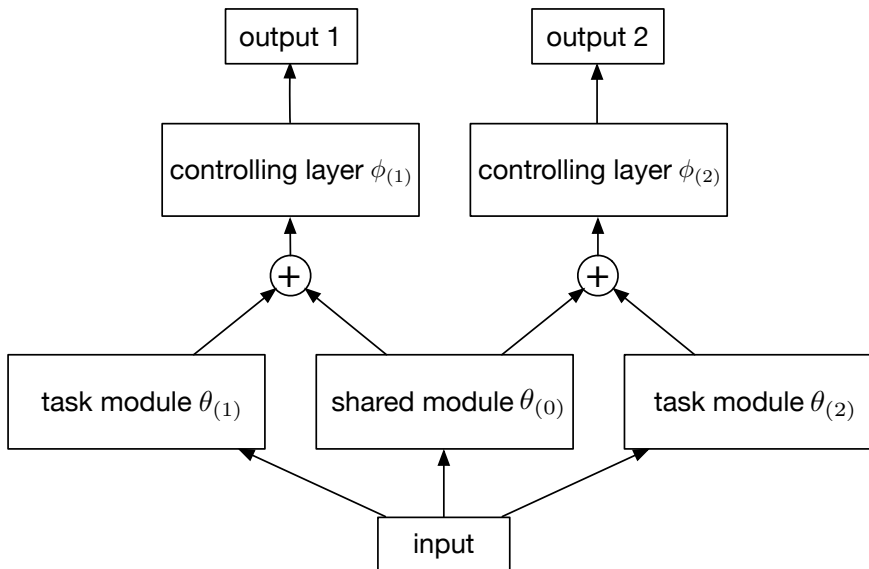 output 1
output 2
controlling layer ϕ(1)
controlling layer ϕ(2)
+
+
task module θ(1)
shared module θ(0)
task module θ(2)
input